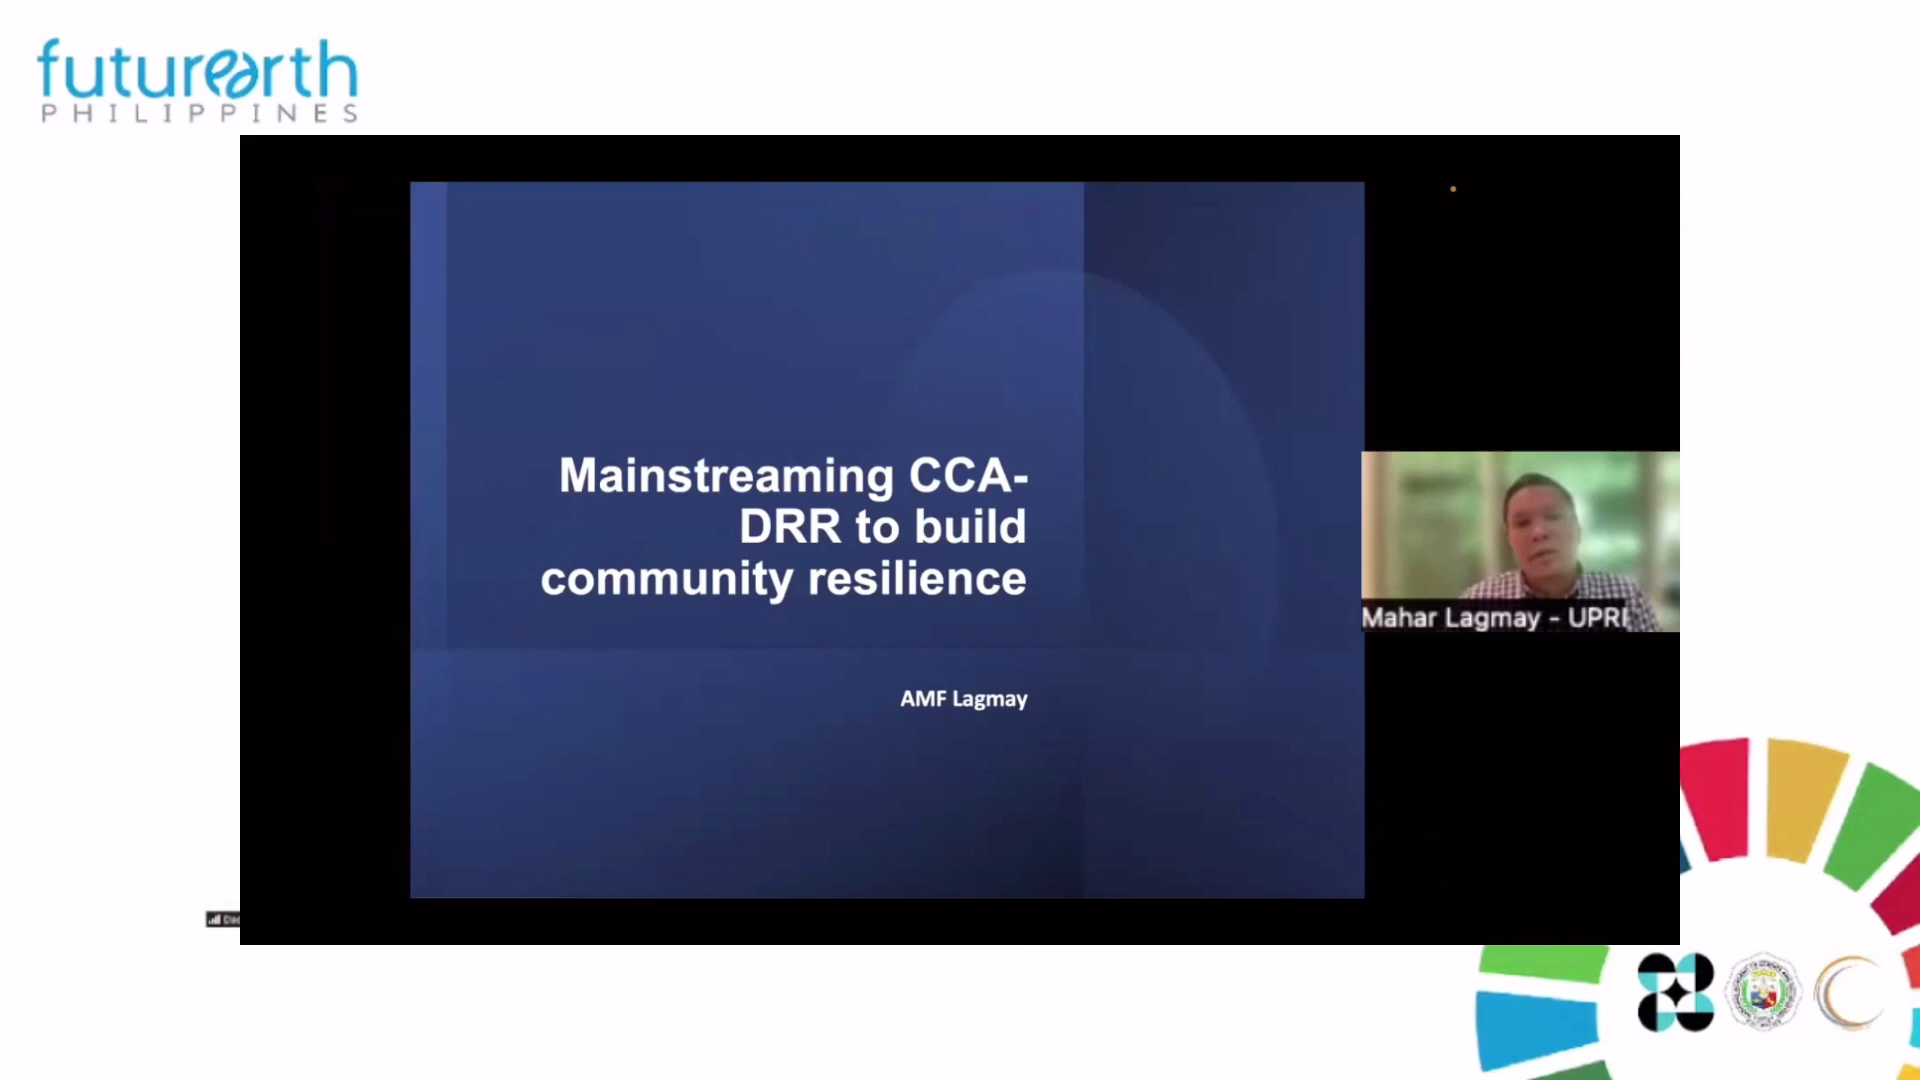 futurearth
PHILIPPINES
Mainstreaming CCA-
DRR to build
community resilience
AMF Lagmay
Mahar Lagmay - UPRI